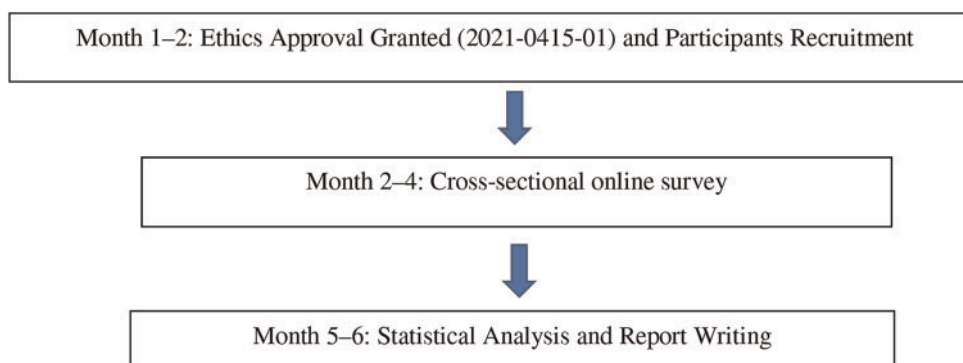 Month 1–2: Ethics Approval Granted (2021-0415-01) and Participants Recruitment
Month 2–4: Cross-sectional online survey
Month 5–6: Statistical Analysis and Report Writing